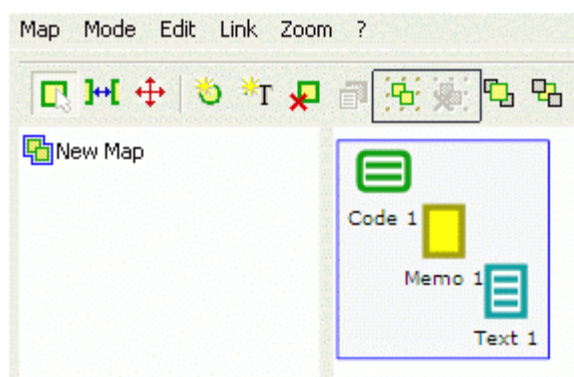 Map Mode Edit Link Zoom ?
T
New Map
Code 1
Memo 1
Text 1